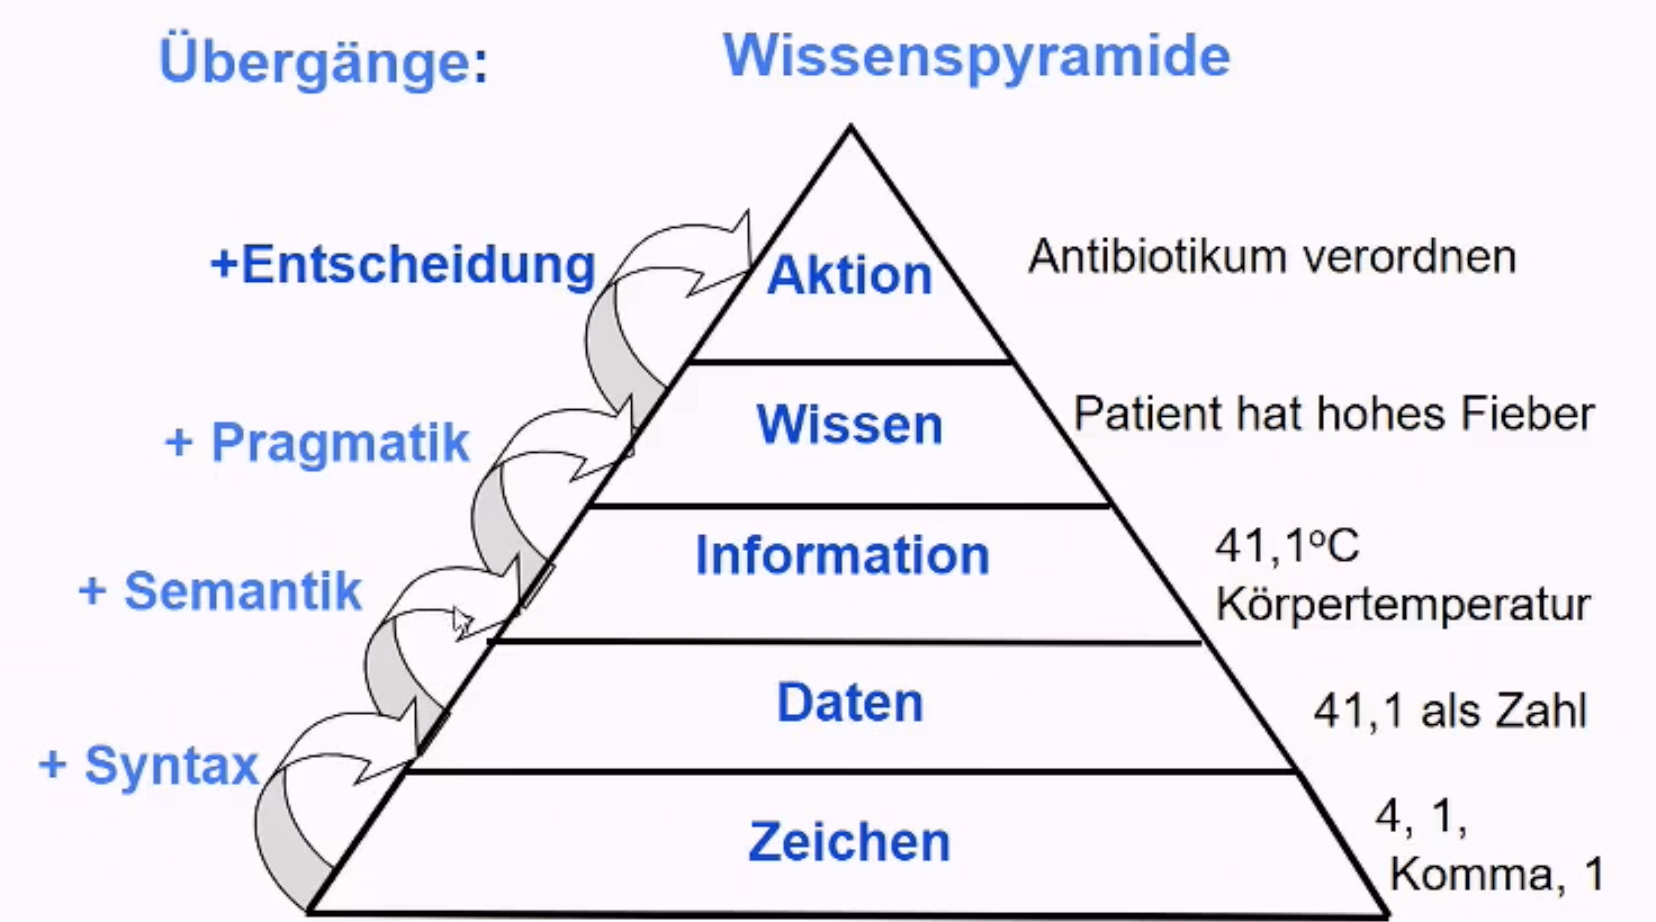 Übergänge:
Wissenspyramide
+Entscheidung
Aktion
Antibiotikum verordnen
+ Pragmatik
Wissen
Patient hat hohes Fieber
+ Semantik
Information
41,1ºC
Körpertemperatur
+ Syntax
Daten
41,1 als Zahl
Zeichen
4, 1,
Komma, 1